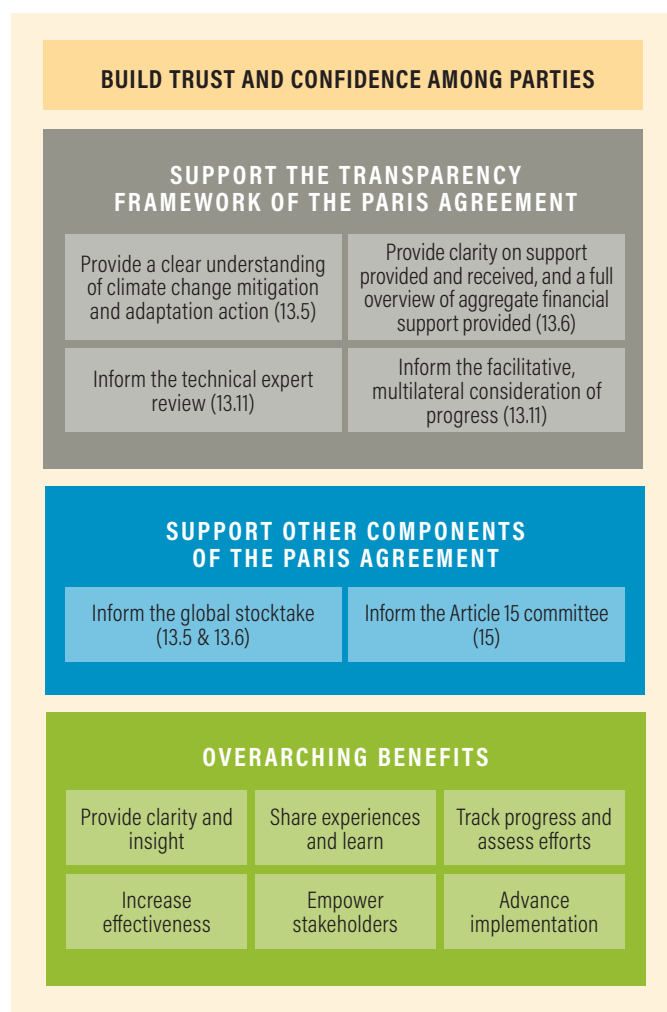 BUILD TRUST AND CONFIDENCE AMONG PARTIES
SUPPORT THE TRANSPARENCY
FRAMEWORK OF THE PARIS AGREEMENT
Provide a clear understanding
of climate change mitigation
and adaptation action (13.5)
Provide clarity on support
provided and received, and a full
overview of aggregate financial
support provided (13.6)
Inform the technical expert
review (13.11)
Inform the facilitative,
multilateral consideration of
progress (13.11)
SUPPORT OTHER COMPONENTS
OF THE PARIS AGREEMENT
Inform the global stocktake
(13.5 & 13.6)
Inform the Article 15 committee
(15)
OVERARCHING BENEFITS
Provide clarity and
insight
Share experiences
and learn
Track progress and
assess efforts
Increase
effectiveness
Empower
stakeholders
Advance
implementation